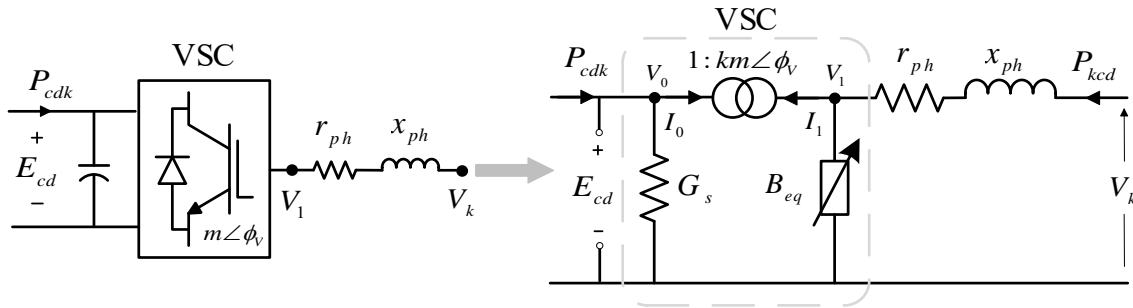 VSC
P_cdk
+
E_cd
−
m∠ϕ_V
V_1
r_ph
x_ph
V_k
VSC
P_cdk
V_0
1 : km∠ϕ_V
V_1
r_ph
x_ph
P_kcd
I_0
I_1
+
E_cd
−
G_s
B_eq
V_k